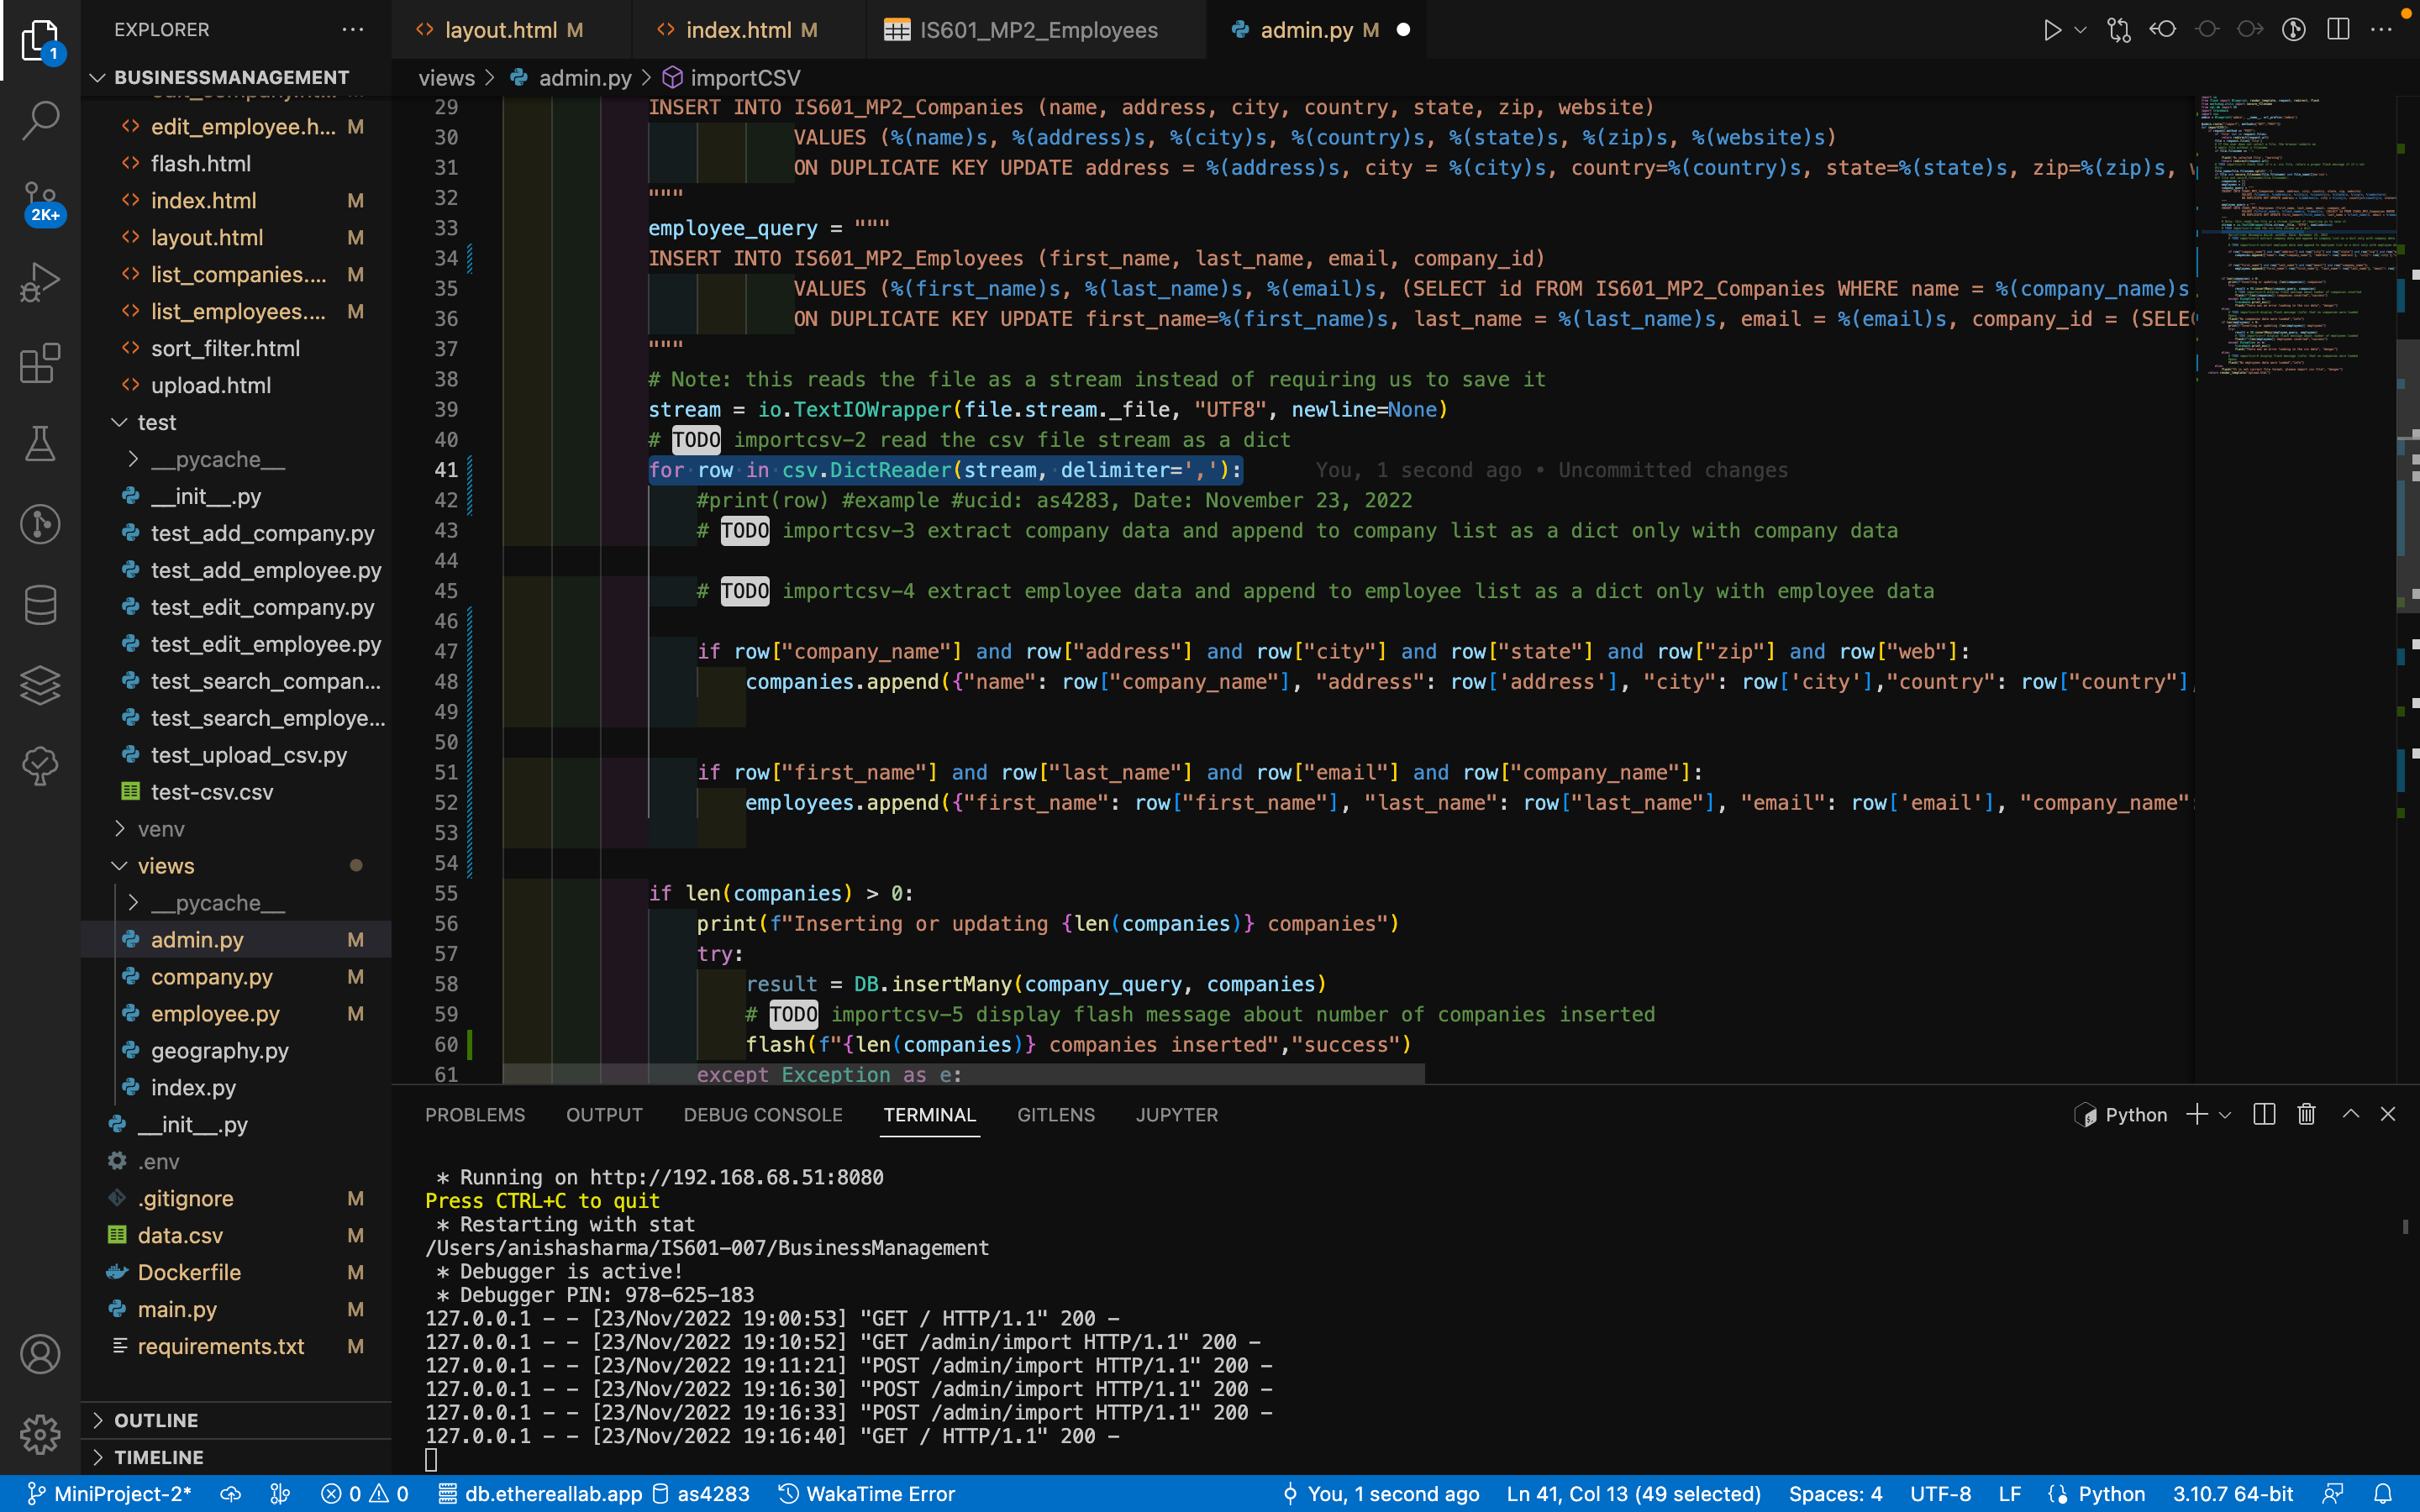 EXPLORER
BUSINESSMANAGEMENT
edit_employee.h... M
flash.html
index.html M
layout.html M
list_companies.... M
list_employees.... M
sort_filter.html
upload.html
test
__pycache__
__init__.py
test_add_company.py
test_add_employee.py
test_edit_company.py
test_edit_employee.py
test_search_compan...
test_search_employe...
test_upload_csv.py
test-csv.csv
venv
views
__pycache__
admin.py M
company.py M
employee.py M
geography.py
index.py
__init__.py
.env
.gitignore M
data.csv M
Dockerfile M
main.py M
requirements.txt M
OUTLINE
TIMELINE
1
2K+
layout.html M
index.html M
IS601_MP2_Employees
admin.py M
views > admin.py > importCSV
29 INSERT INTO IS601_MP2_Companies (name, address, city, country, state, zip, website)
30 VALUES (%(name)s, %(address)s, %(city)s, %(country)s, %(state)s, %(zip)s, %(website)s)
31 ON DUPLICATE KEY UPDATE address = %(address)s, city = %(city)s, country=%(country)s, state=%(state)s, zip=%(zip)s,
32 """
33 employee_query = """
34 INSERT INTO IS601_MP2_Employees (first_name, last_name, email, company_id)
35 VALUES (%(first_name)s, %(last_name)s, %(email)s, (SELECT id FROM IS601_MP2_Companies WHERE name = %(company_name)s
36 ON DUPLICATE KEY UPDATE first_name=%(first_name)s, last_name = %(last_name)s, email = %(email)s, company_id = (SELE
37 """
38 # Note: this reads the file as a stream instead of requiring us to save it
39 stream = io.TextIOWrapper(file.stream._file, "UTF8", newline=None)
40 # TODO importcsv-2 read the csv file stream as a dict
41 for row in csv.DictReader(stream, delimiter=','): You, 1 second ago • Uncommitted changes
42 #print(row) #example #ucid: as4283, Date: November 23, 2022
43 # TODO importcsv-3 extract company data and append to company list as a dict only with company data
44
45 # TODO importcsv-4 extract employee data and append to employee list as a dict only with employee data
46
47 if row["company_name"] and row["address"] and row["city"] and row["state"] and row["zip"] and row["web"]:
48 companies.append({"name": row["company_name"], "address": row['address'], "city": row['city'],"country": row["country"],
49
50
51 if row["first_name"] and row["last_name"] and row["email"] and row["company_name"]:
52 employees.append({"first_name": row["first_name"], "last_name": row["last_name"], "email": row['email'], "company_name":
53
54
55 if len(companies) > 0:
56 print(f"Inserting or updating {len(companies)} companies")
57 try:
58 result = DB.insertMany(company_query, companies)
59 # TODO importcsv-5 display flash message about number of companies inserted
60 flash(f"{len(companies)} companies inserted","success")
61 except Exception as e:
PROBLEMS OUTPUT DEBUG CONSOLE TERMINAL GITLENS JUPYTER
Python
* Running on http://192.168.68.51:8080
Press CTRL+C to quit
* Restarting with stat
/Users/anishasharma/IS601-007/BusinessManagement
* Debugger is active!
* Debugger PIN: 978-625-183
127.0.0.1 - - [23/Nov/2022 19:00:53] "GET / HTTP/1.1" 200 -
127.0.0.1 - - [23/Nov/2022 19:10:52] "GET /admin/import HTTP/1.1" 200 -
127.0.0.1 - - [23/Nov/2022 19:11:21] "POST /admin/import HTTP/1.1" 200 -
127.0.0.1 - - [23/Nov/2022 19:16:30] "POST /admin/import HTTP/1.1" 200 -
127.0.0.1 - - [23/Nov/2022 19:16:33] "POST /admin/import HTTP/1.1" 200 -
127.0.0.1 - - [23/Nov/2022 19:16:40] "GET / HTTP/1.1" 200 -
MiniProject-2* 0 0 db.ethereallab.app as4283 WakaTime Error You, 1 second ago Ln 41, Col 13 (49 selected) Spaces: 4 UTF-8 LF Python 3.10.7 64-bit